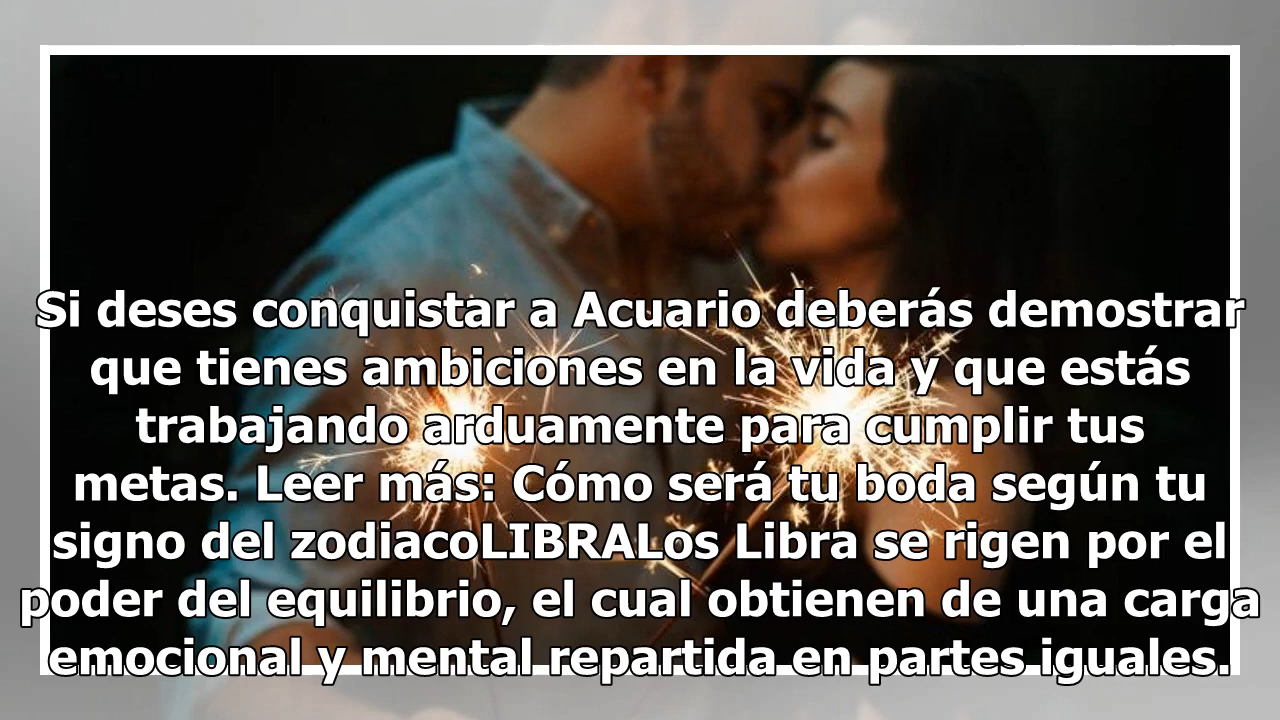 Si deses conquistar a Acuario deberás demostrar
que tienes ambiciones en la vida y que estás
trabajando arduamente para cumplir tus
metas. Leer más: Cómo será tu boda según tu
signo del zodiacoLIBRALos Libra se rigen por el
poder del equilibrio, el cual obtienen de una carga
emocional y mental repartida en partes iguales.